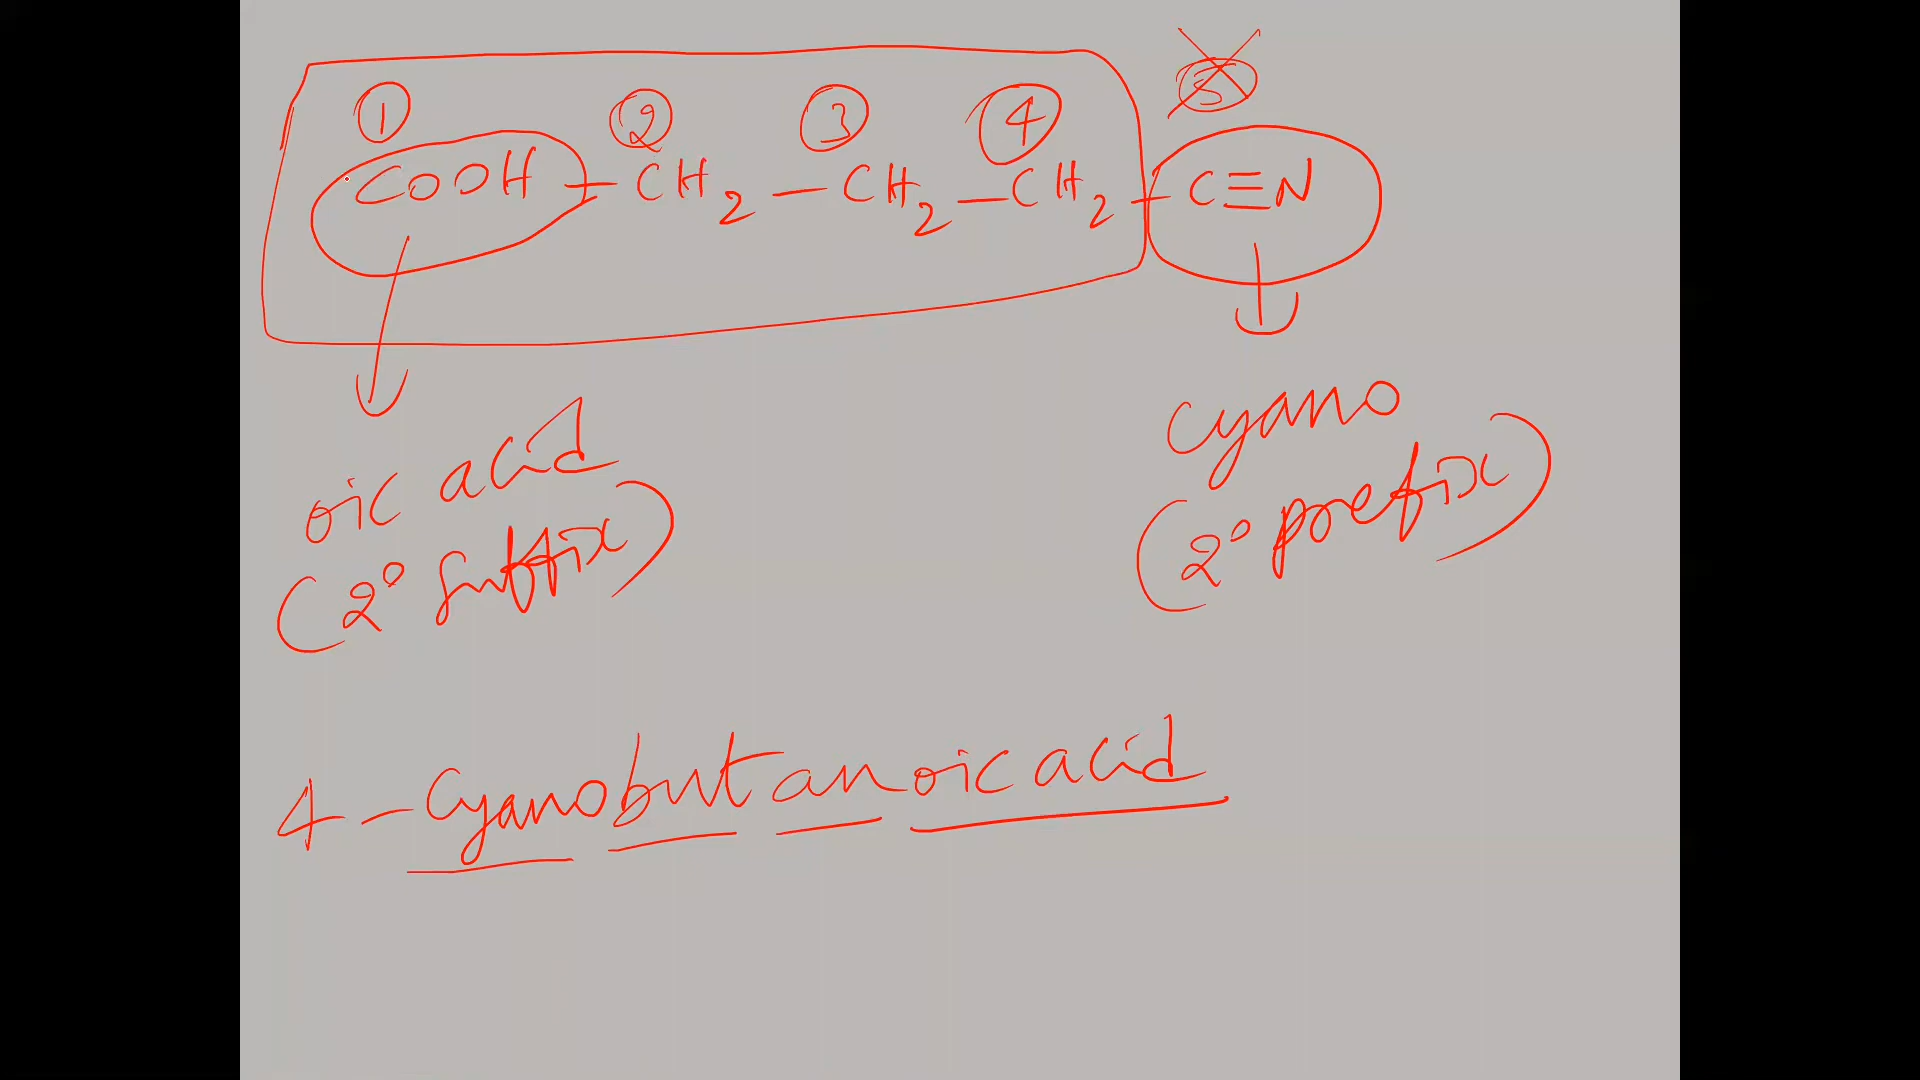 ① ② ③ ④ ⑤
COOH - CH₂ - CH₂ - CH₂ - C≡N
oic acid
(2° suffix)
cyano
(2° prefix)
4-Cyanobutanoic acid